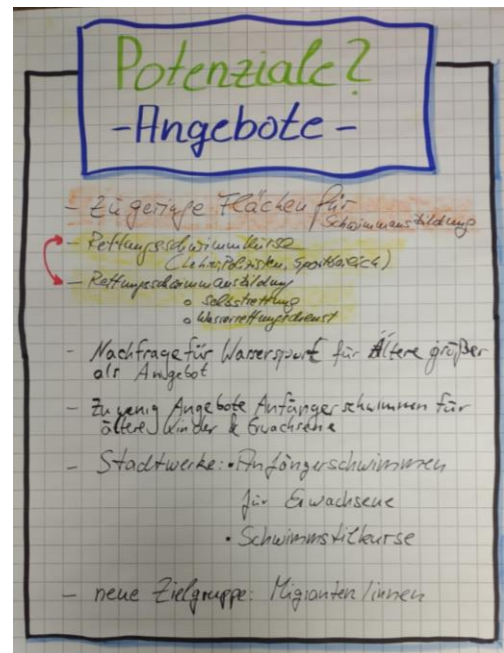 Potenziale?
- Angebote -
- Zu geringe Flächen für
Schwimmausbildung
- Rettungsschwimmkurse
(Lehrer, Polizisten, Sportbereich)
- Rettungsschwimmausbildung
o Selbstrettung
o Wasserrettungsdienst
- Nachfrage für Wassersport für Ältere größer
als Angebot
- Zu wenig Angebote Anfängerschwimmen für
ältere Kinder & Erwachsene
- Stadtwerke: • Anfängerschwimmen
für Erwachsene
• Schwimmstilkurse
- neue Zielgruppe: Migranten/innen